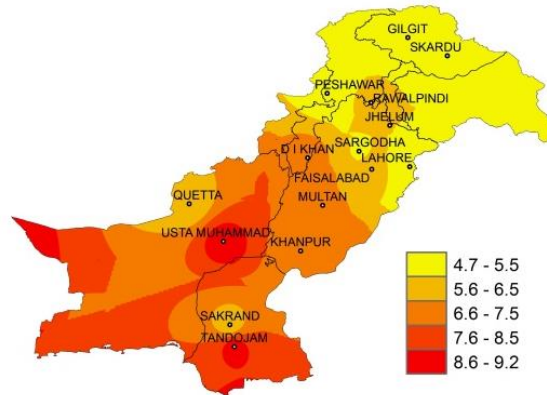 GILGIT
SKARDU
PESHAWAR
RAWALPINDI
JHELUM
D I KHAN
SARGODHA
LAHORE
FAISALABAD
QUETTA
MULTAN
USTA MUHAMMAD
KHANPUR
SAKRAND
TANDOJAM
4.7 - 5.5
5.6 - 6.5
6.6 - 7.5
7.6 - 8.5
8.6 - 9.2